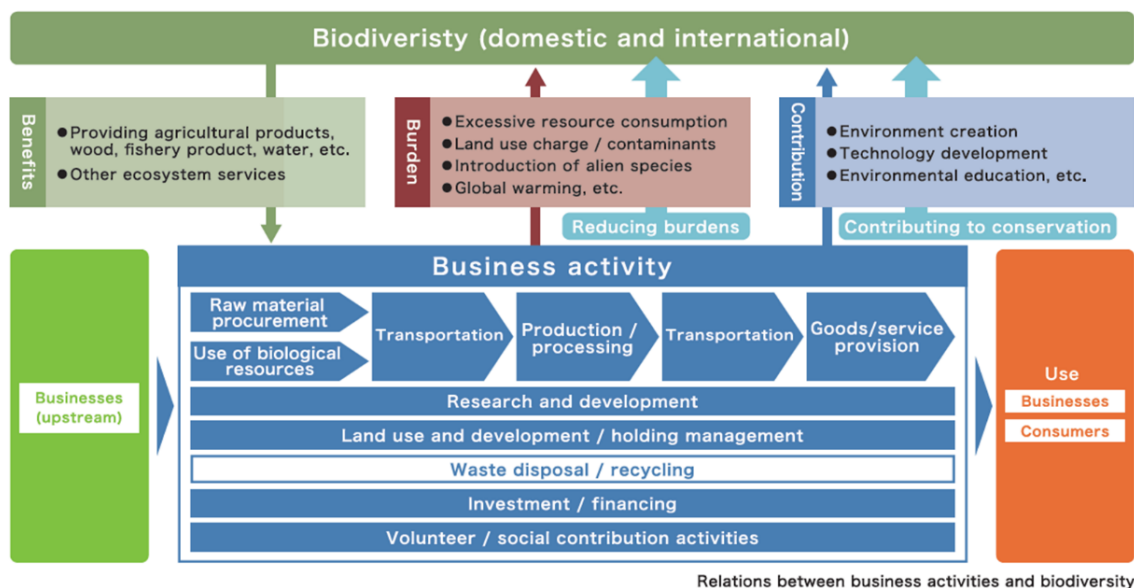 Biodiveristy (domestic and international)
Benefits
●Providing agricultural products,
wood, fishery product, water, etc.
●Other ecosystem services
Burden
●Excessive resource consumption
●Land use charge / contaminants
●Introduction of alien species
●Global warming, etc.
Contribution
●Environment creation
●Technology development
●Environmental education, etc.
Reducing burdens
Contributing to conservation
Businesses
(upstream)
Business activity
Raw material
procurement
Use of biological
resources
Transportation
Production /
processing
Transportation
Goods/service
provision
Research and development
Land use and development / holding management
Waste disposal / recycling
Investment / financing
Volunteer / social contribution activities
Use
Businesses
Consumers
Relations between business activities and biodiversity